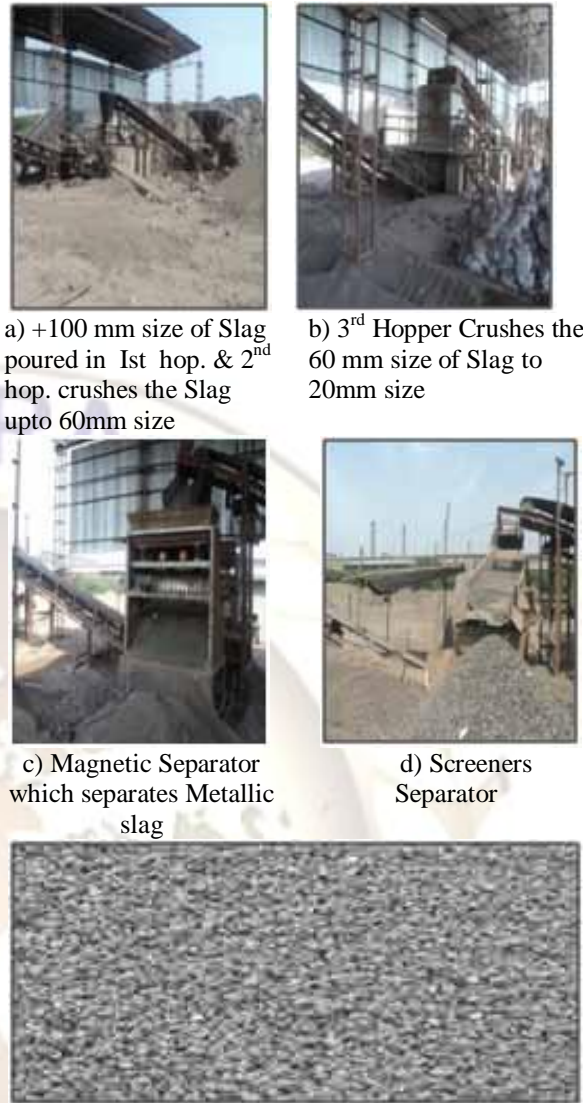 a) +100 mm size of Slag
poured in Ist hop. & 2nd
hop. crushes the Slag
upto 60mm size
b) 3rd Hopper Crushes the
60 mm size of Slag to
20mm size
c) Magnetic Separator
which separates Metallic
slag
d) Screeners
Separator